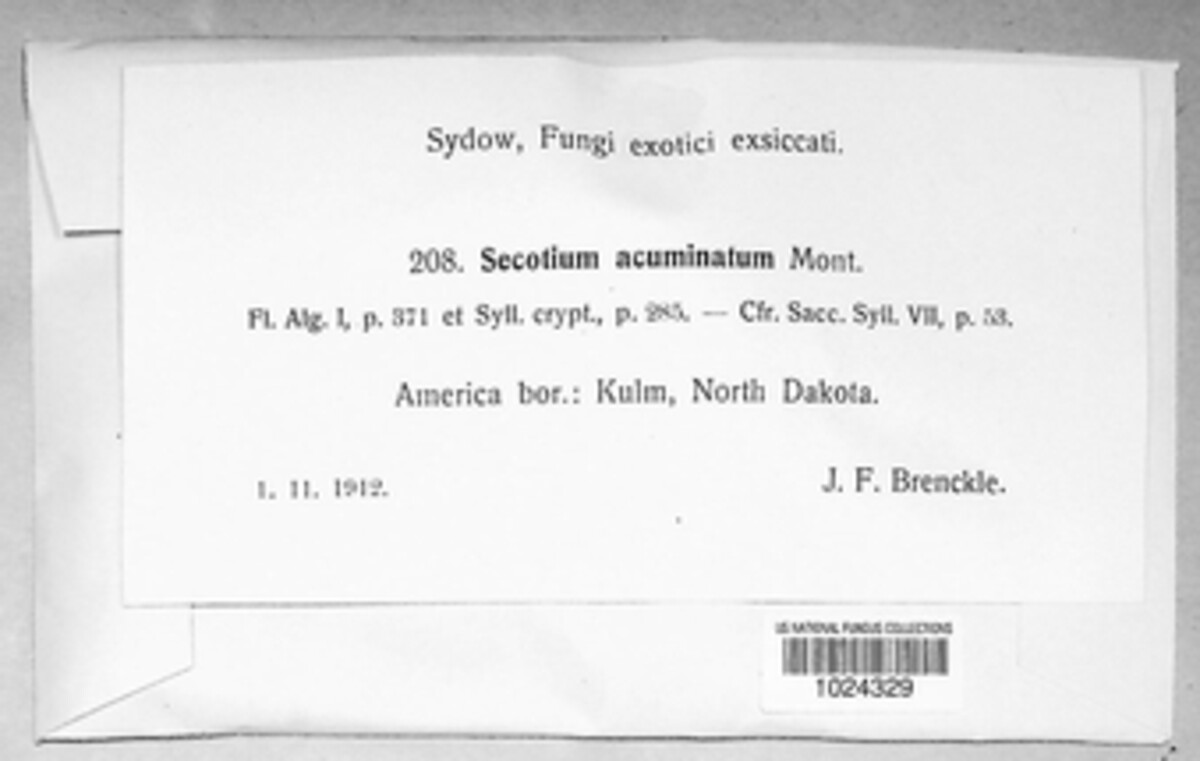 Sydow, Fungi exotici exsiccati.
208. Secotium acuminatum Mont.
Fl. Alg. I, p. 371 et Syll. crypt., p. 285. — Cfr. Sacc. Syll. VII, p. 53.
America bor.: Kulm, North Dakota.
1. 11. 1912.
J. F. Brenckle.
US NATIONAL FUNGUS COLLECTIONS
1024329